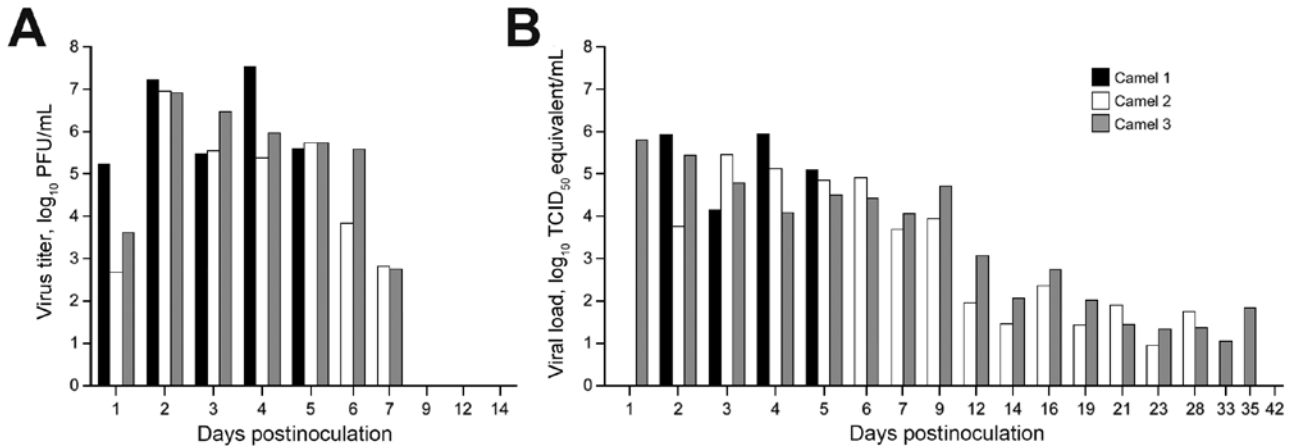 A
Virus titer, log10 PFU/mL
8
7
6
5
4
3
2
1
0
1 2 3 4 5 6 7 9 12 14
Days postinoculation
B
Viral load, log10 TCID50 equivalent/mL
8
7
6
5
4
3
2
1
0
Camel 1
Camel 2
Camel 3
1 2 3 4 5 6 7 9 12 14 16 19 21 23 28 33 35 42
Days postinoculation